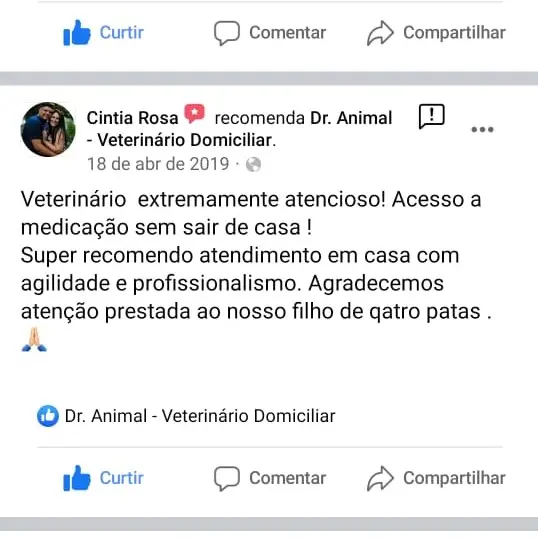 Curtir Comentar Compartilhar
Cintia Rosa recomenda Dr. Animal
- Veterinário Domiciliar.
18 de abr de 2019 ·
Veterinário extremamente atencioso! Acesso a
medicação sem sair de casa !
Super recomendo atendimento em casa com
agilidade e profissionalismo. Agradecemos
atenção prestada ao nosso filho de qatro patas .
🙏🏻
Dr. Animal - Veterinário Domiciliar
Curtir Comentar Compartilhar